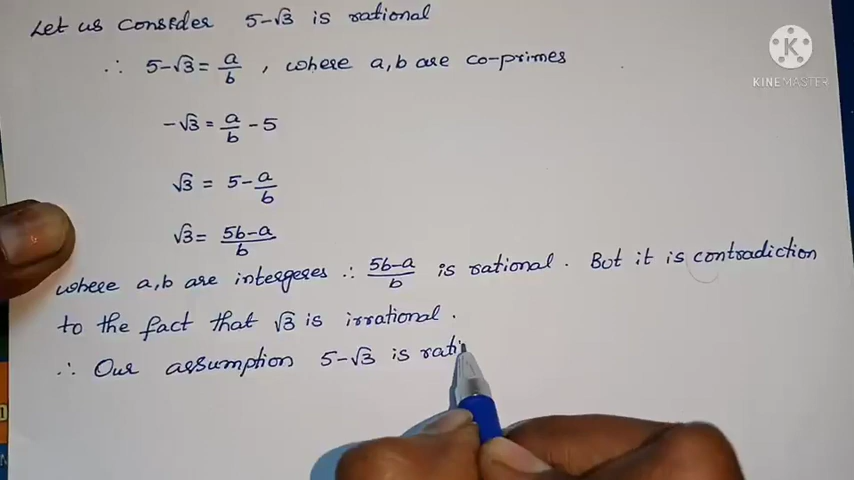 Let us consider 5-√3 is rational
∴ 5-√3 = a/b , where a,b are co-primes
K
KINEMASTER
-√3 = a/b - 5
√3 = 5 - a/b
√3 = 5b-a/b
where a,b are intergeres ∴ 5b-a/b is rational. But it is contradiction
to the fact that √3 is irrational.
∴ Our assumption 5-√3 is rati
1